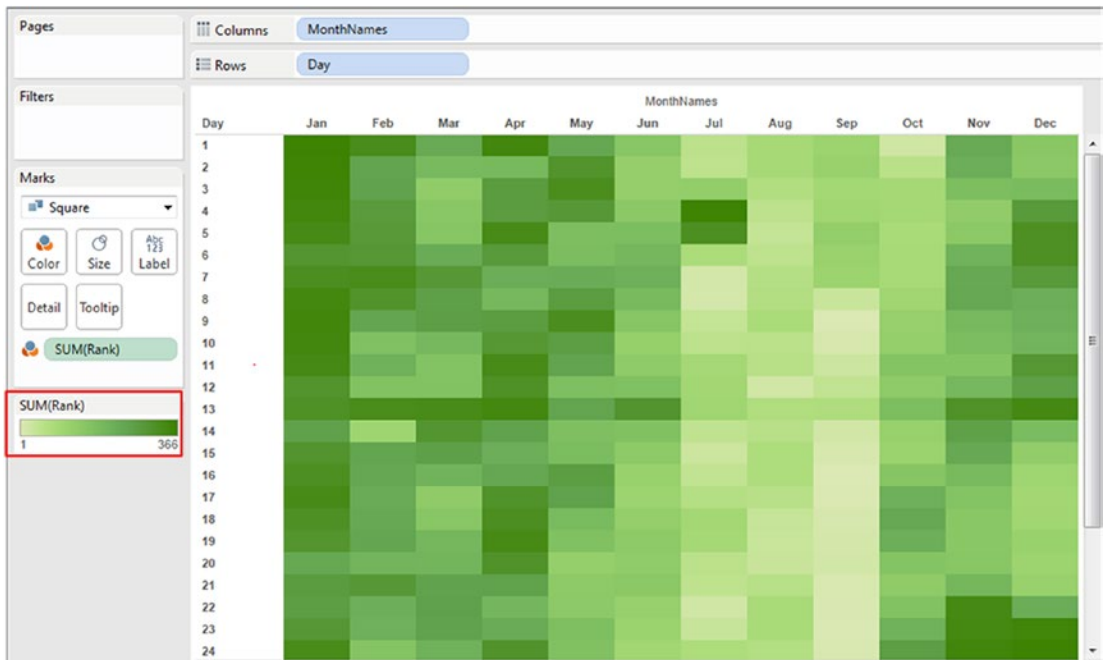 Pages
Columns MonthNames
Rows Day
Filters
MonthNames
Day Jan Feb Mar Apr May Jun Jul Aug Sep Oct Nov Dec
1
2
Marks
3
Square
4
5
Abc
123
Color Size Label
6
7
Detail Tooltip
8
9
SUM(Rank)
10
11
12
SUM(Rank)
13
1 366
14
15
16
17
18
19
20
21
22
23
24